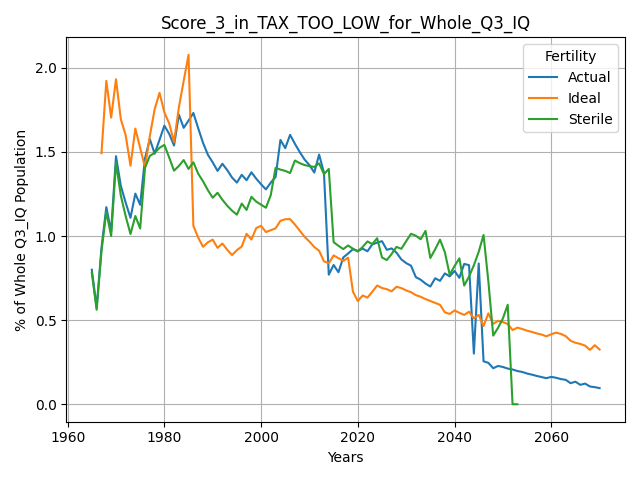 Score_3_in_TAX_TOO_LOW_for_Whole_Q3_IQ
% of Whole Q3_IQ Population
2.0
1.5
1.0
0.5
0.0
Fertility
Actual
Ideal
Sterile
1960 1980 2000 2020 2040 2060
Years